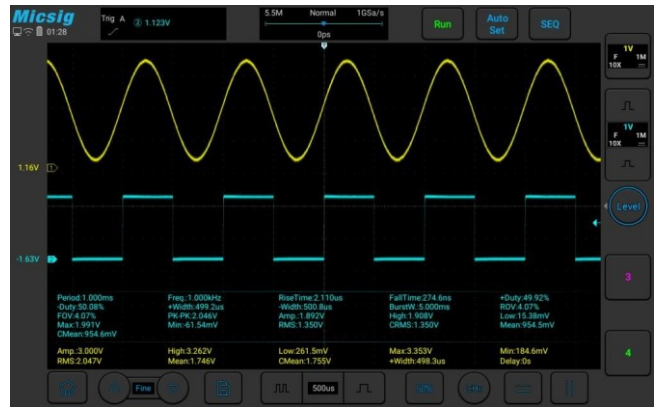 Micsig
01:28
Trig A ② 1.123V
5.5M Normal 1GSa/s
0ps
Run
Auto
Set
SEQ
1V
F 1M
10X
1V
F 1M
10X
Level
3
4
1.16V
1
-1.63V
2
Period:1.000ms Freq.:1.000kHz RiseTime:2.110us FallTime:274.6ns +Duty:49.92%
-Duty:50.08% +Width:499.2us -Width:500.8us BurstW.:5.000ms ROV:4.07%
FOV:4.07% PK-PK:2.046V Amp.:1.892V High:1.908V Low:15.38mV
Max:1.991V Min:-61.54mV RMS:1.350V CRMS:1.350V Mean:954.5mV
CMean:954.6mV
Amp.:3.000V High:3.262V Low:261.5mV Max:3.353V Min:184.6mV
RMS:2.047V Mean:1.746V CMean:1.755V +Width:498.3us Delay:0s
Fine
500us